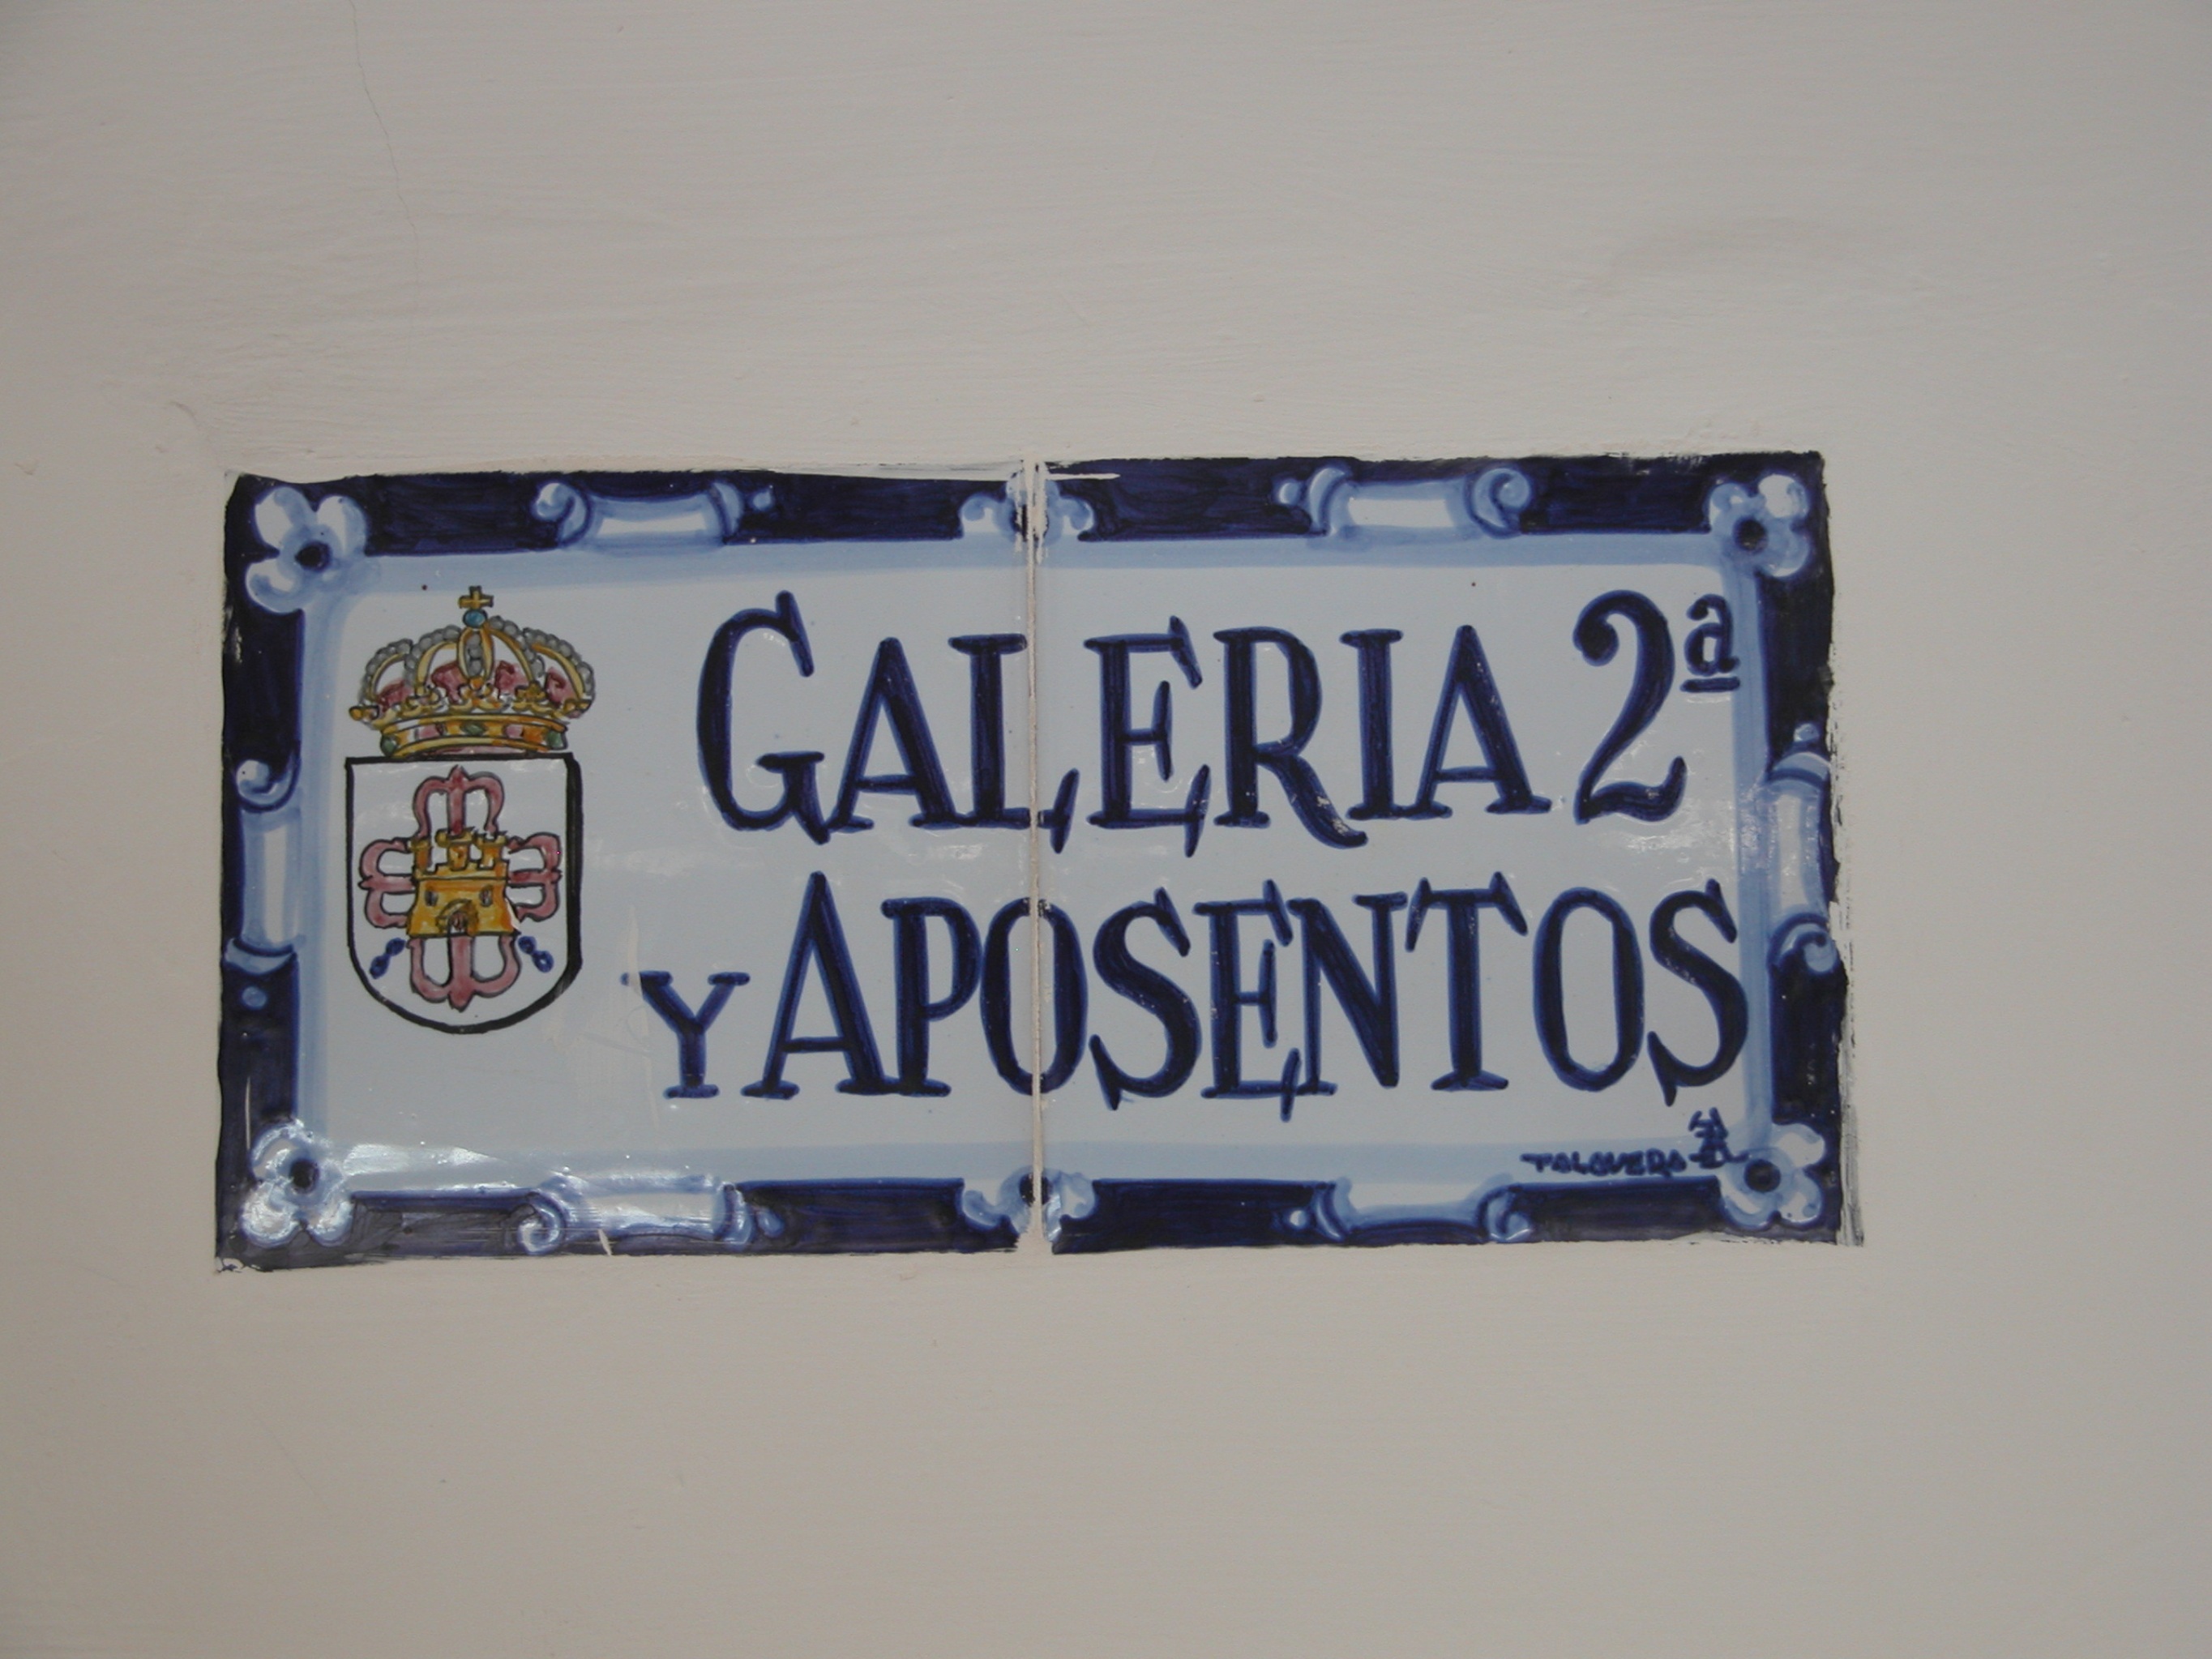 GALERIA 2ª
Y APOSENTOS
TALAVERA